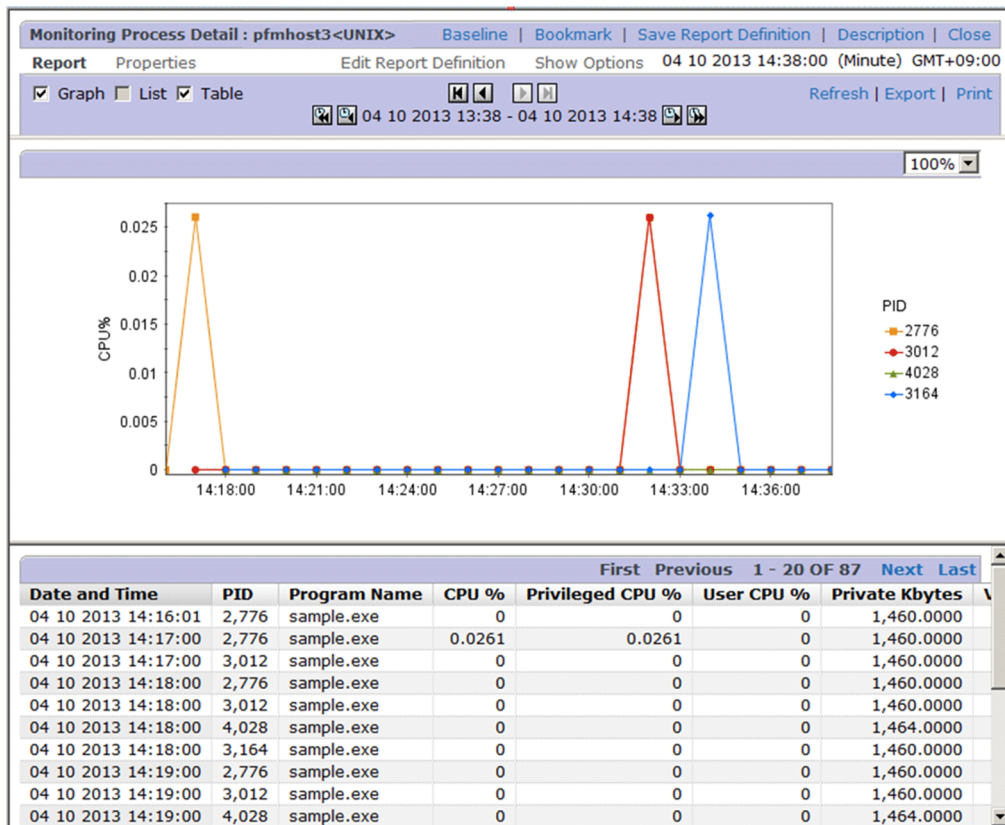 Monitoring Process Detail : pfmhost3<UNIX> Baseline | Bookmark | Save Report Definition | Description | Close
Report Properties Edit Report Definition Show Options 04 10 2013 14:38:00 (Minute) GMT+09:00
Graph List Table Refresh | Export | Print
04 10 2013 13:38 - 04 10 2013 14:38
100%
0.025
0.02
0.015
0.01
0.005
0
CPU%
14:18:00 14:21:00 14:24:00 14:27:00 14:30:00 14:33:00 14:36:00
PID
2776
3012
4028
3164
First Previous 1 - 20 OF 87 Next Last
Date and Time PID Program Name CPU % Privileged CPU % User CPU % Private Kbytes V
04 10 2013 14:16:01 2,776 sample.exe 0 0 0 1,460.0000
04 10 2013 14:17:00 2,776 sample.exe 0.0261 0.0261 0 1,460.0000
04 10 2013 14:17:00 3,012 sample.exe 0 0 0 1,460.0000
04 10 2013 14:18:00 2,776 sample.exe 0 0 0 1,460.0000
04 10 2013 14:18:00 3,012 sample.exe 0 0 0 1,460.0000
04 10 2013 14:18:00 4,028 sample.exe 0 0 0 1,464.0000
04 10 2013 14:18:00 3,164 sample.exe 0 0 0 1,460.0000
04 10 2013 14:19:00 2,776 sample.exe 0 0 0 1,460.0000
04 10 2013 14:19:00 3,012 sample.exe 0 0 0 1,460.0000
04 10 2013 14:19:00 4,028 sample.exe 0 0 0 1,464.0000